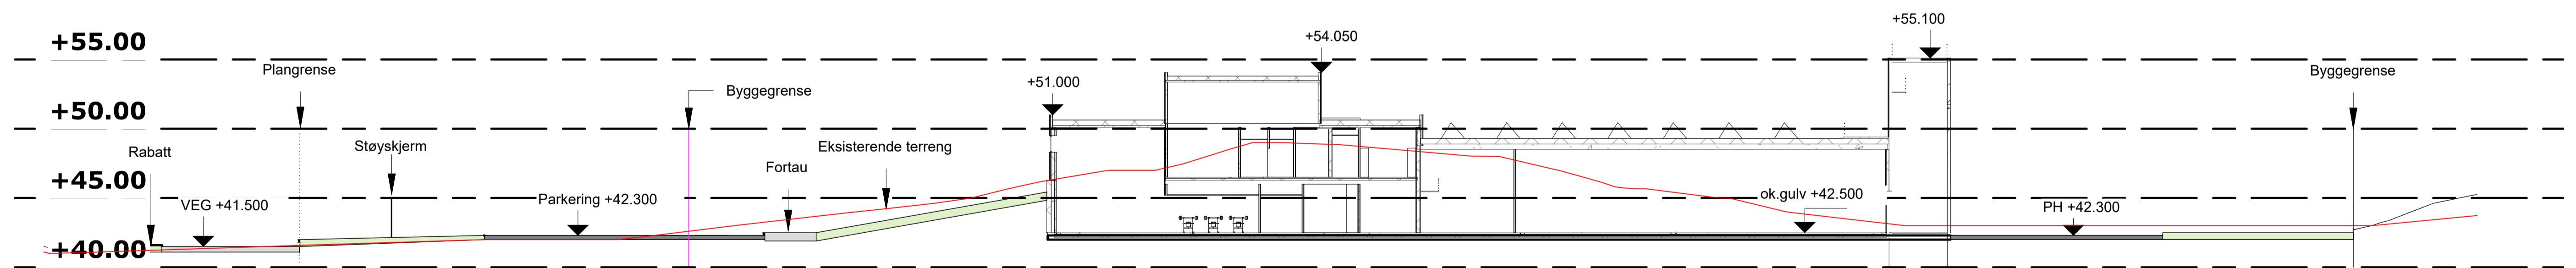 +55.100
+54.050
+55.00
Plangrense
Byggegrense
+51.000
Byggegrense
+50.00
Støyskjerm
Eksisterende terreng
Rabatt
Fortau
+45.00
ok.gulv +42.500
Parkering +42.300
VEG +41.500
PH +42.300
+40.00